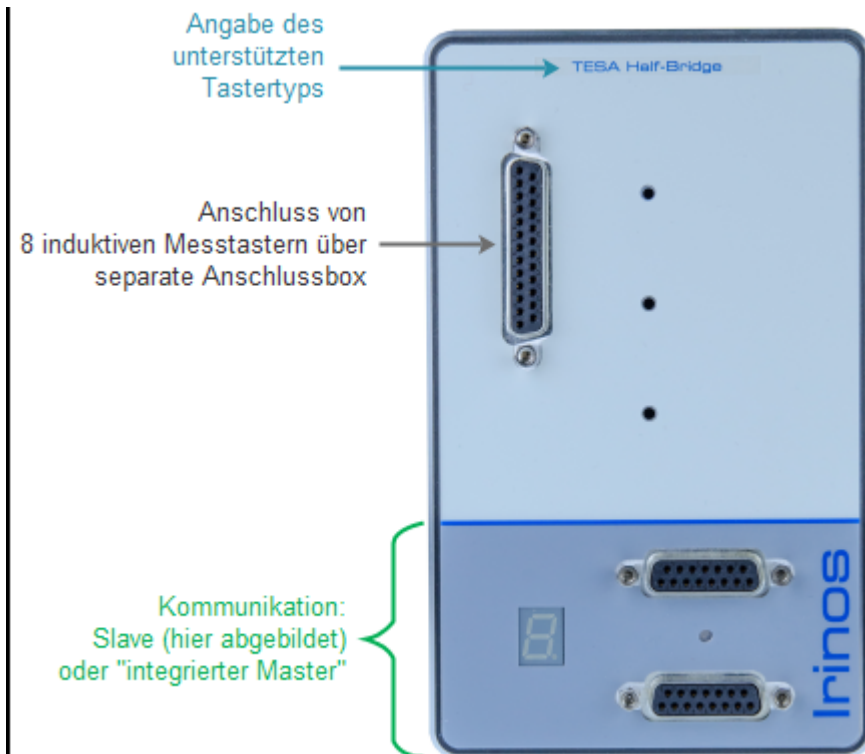 Angabe des
unterstützten
Tastertyps
TESA Half-Bridge
Anschluss von
8 induktiven Messtastern über
separate Anschlussbox
Kommunikation:
Slave (hier abgebildet)
oder "integrierter Master"
8.
Irinos